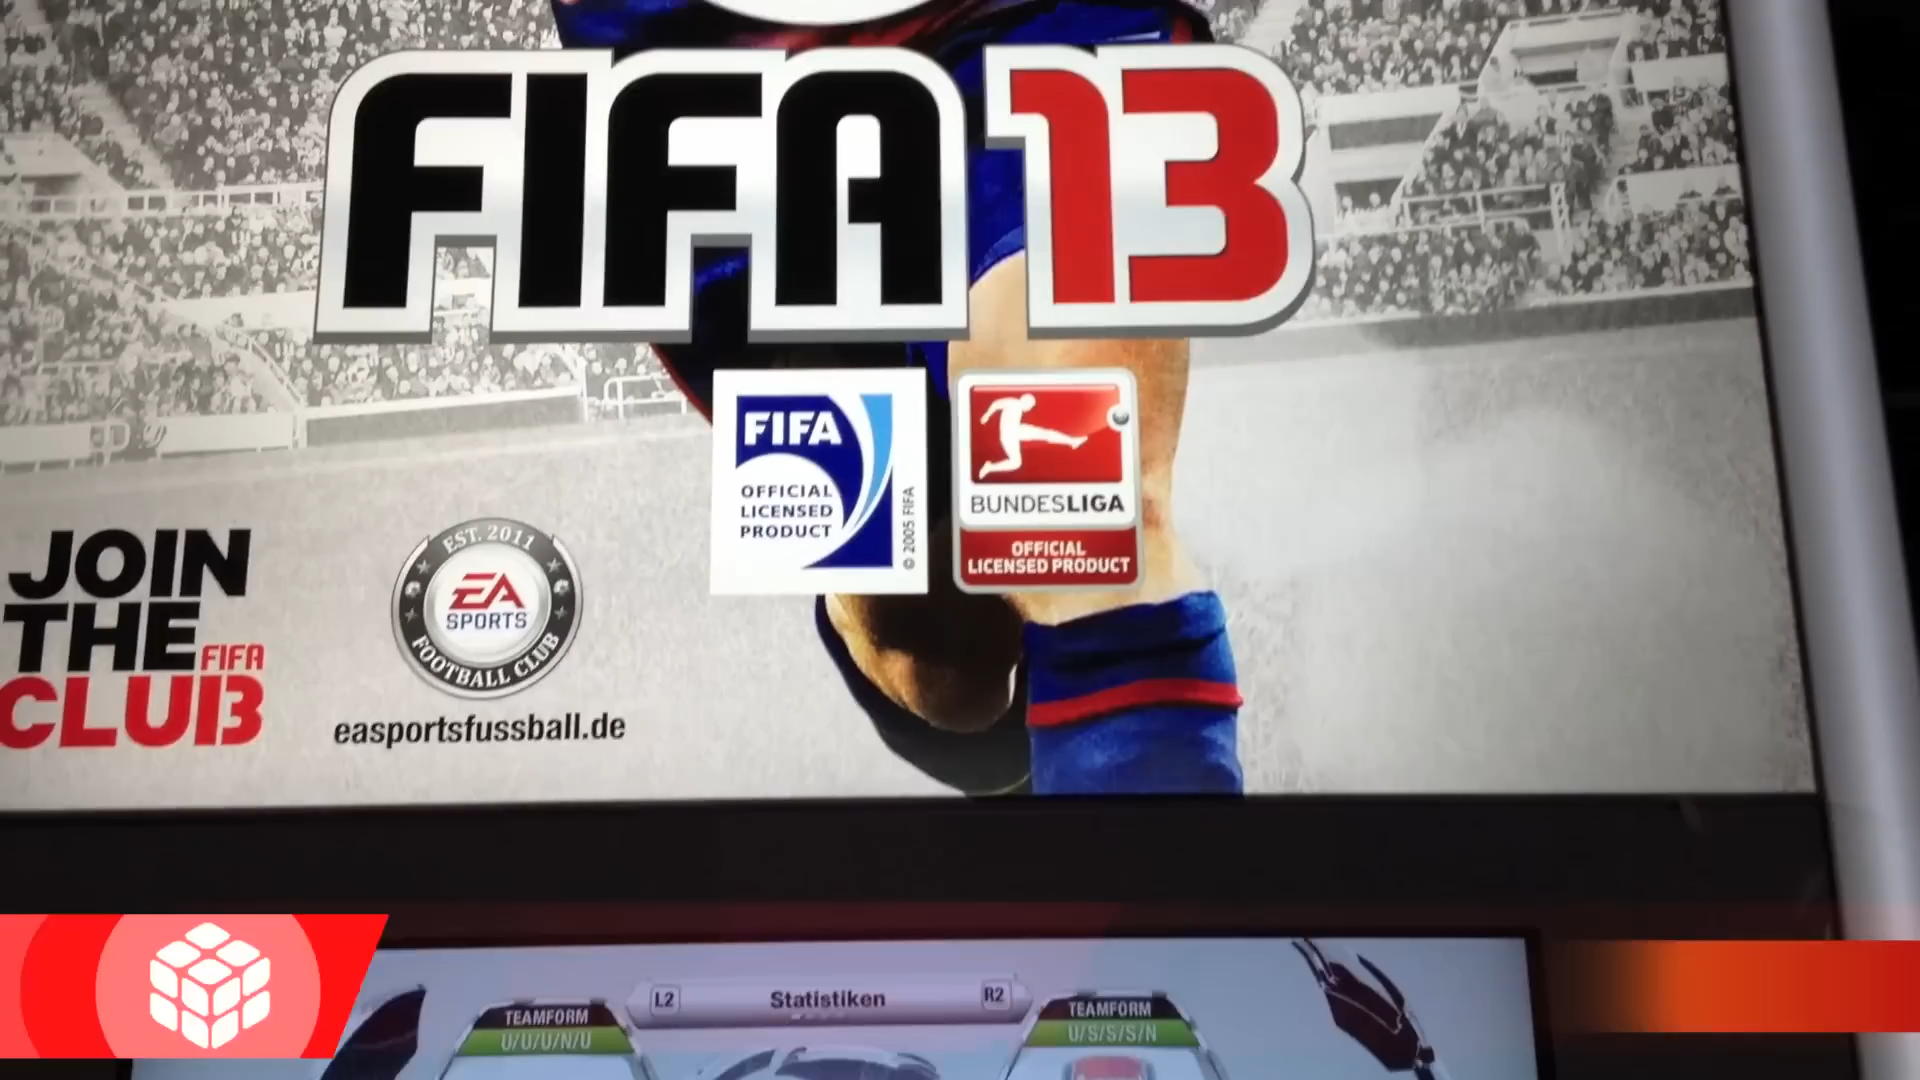 FIFA 13
FIFA
OFFICIAL
LICENSED
PRODUCT
© 2005 FIFA
BUNDESLIGA
OFFICIAL
LICENSED PRODUCT
JOIN
THE FIFA
CLUB
EST. 2011
EA
SPORTS
FOOTBALL CLUB
easportsfussball.de
L2 Statistiken R2
TEAMFORM
U/U/U/N/U
TEAMFORM
U/S/S/S/N